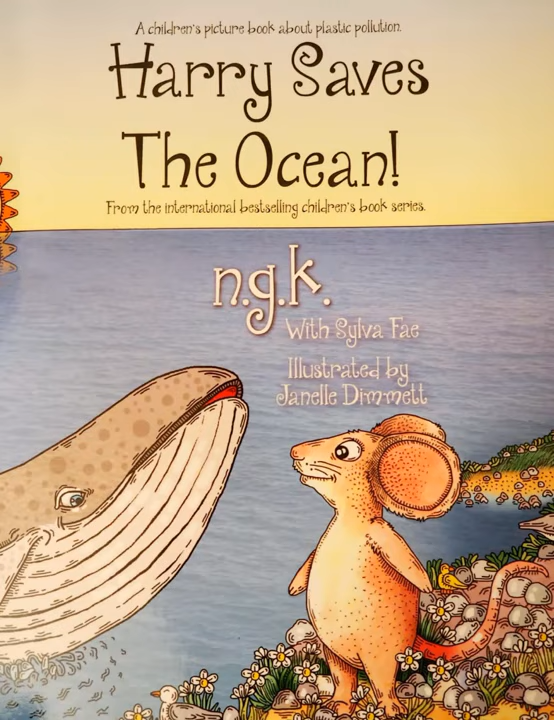 A children's picture book about plastic pollution.
Harry Saves
The Ocean!
From the international bestselling children's book series.
n.g.k.
With Sylva Fae
Illustrated by
Janelle Dimmett